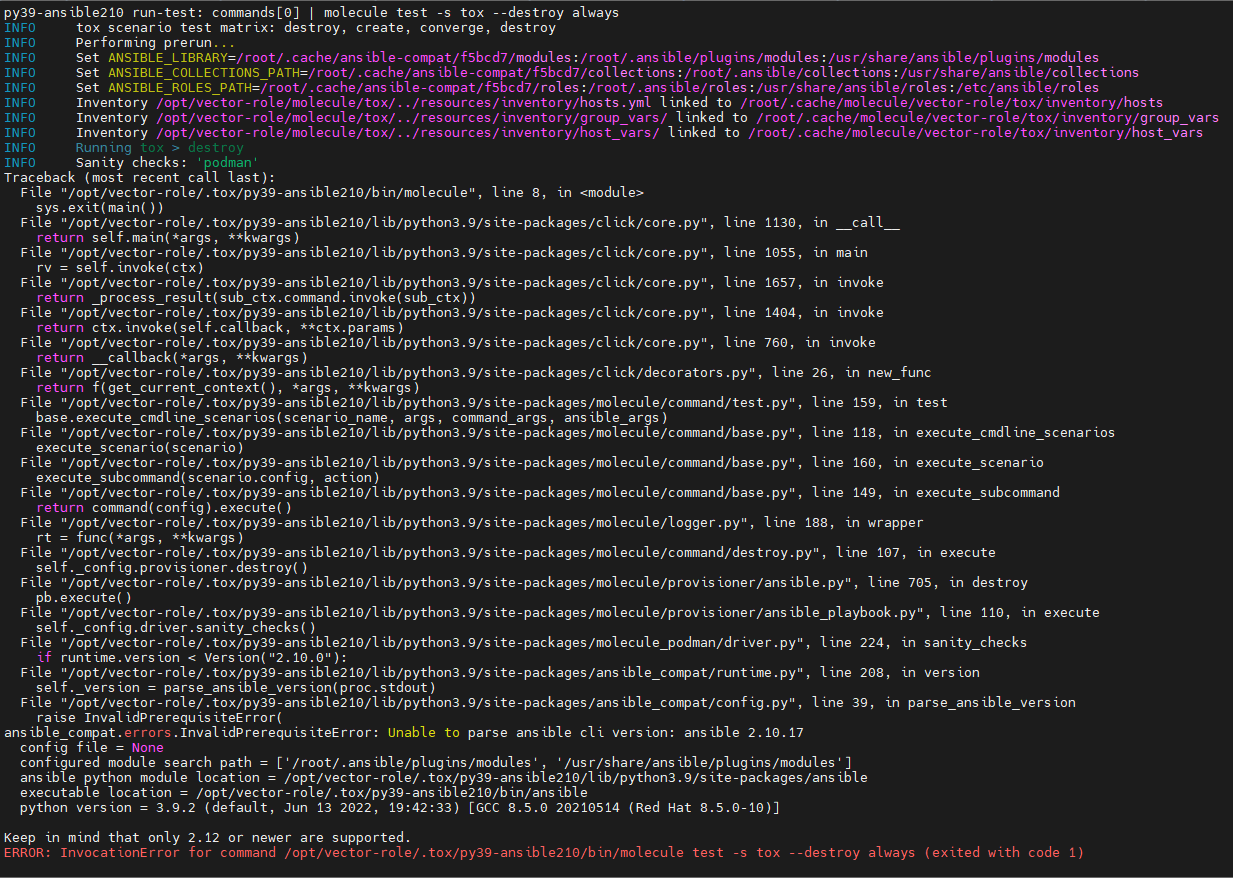 py39-ansible210 run-test: commands[0] | molecule test -s tox --destroy always
INFO     tox scenario test matrix: destroy, create, converge, destroy
INFO     Performing prerun...
INFO     Set ANSIBLE_LIBRARY=/root/.cache/ansible-compat/f5bcd7/modules:/root/.ansible/plugins/modules:/usr/share/ansible/plugins/modules
INFO     Set ANSIBLE_COLLECTIONS_PATH=/root/.cache/ansible-compat/f5bcd7/collections:/root/.ansible/collections:/usr/share/ansible/collections
INFO     Set ANSIBLE_ROLES_PATH=/root/.cache/ansible-compat/f5bcd7/roles:/root/.ansible/roles:/usr/share/ansible/roles:/etc/ansible/roles
INFO     Inventory /opt/vector-role/molecule/tox/../resources/inventory/hosts.yml linked to /root/.cache/molecule/vector-role/tox/inventory/hosts
INFO     Inventory /opt/vector-role/molecule/tox/../resources/inventory/group_vars/ linked to /root/.cache/molecule/vector-role/tox/inventory/group_vars
INFO     Inventory /opt/vector-role/molecule/tox/../resources/inventory/host_vars/ linked to /root/.cache/molecule/vector-role/tox/inventory/host_vars
INFO     Running tox > destroy
INFO     Sanity checks: 'podman'
Traceback (most recent call last):
  File "/opt/vector-role/.tox/py39-ansible210/bin/molecule", line 8, in <module>
    sys.exit(main())
  File "/opt/vector-role/.tox/py39-ansible210/lib/python3.9/site-packages/click/core.py", line 1130, in __call__
    return self.main(*args, **kwargs)
  File "/opt/vector-role/.tox/py39-ansible210/lib/python3.9/site-packages/click/core.py", line 1055, in main
    rv = self.invoke(ctx)
  File "/opt/vector-role/.tox/py39-ansible210/lib/python3.9/site-packages/click/core.py", line 1657, in invoke
    return _process_result(sub_ctx.command.invoke(sub_ctx))
  File "/opt/vector-role/.tox/py39-ansible210/lib/python3.9/site-packages/click/core.py", line 1404, in invoke
    return ctx.invoke(self.callback, **ctx.params)
  File "/opt/vector-role/.tox/py39-ansible210/lib/python3.9/site-packages/click/core.py", line 760, in invoke
    return __callback(*args, **kwargs)
  File "/opt/vector-role/.tox/py39-ansible210/lib/python3.9/site-packages/click/decorators.py", line 26, in new_func
    return f(get_current_context(), *args, **kwargs)
  File "/opt/vector-role/.tox/py39-ansible210/lib/python3.9/site-packages/molecule/command/test.py", line 159, in test
    base.execute_cmdline_scenarios(scenario_name, args, command_args, ansible_args)
  File "/opt/vector-role/.tox/py39-ansible210/lib/python3.9/site-packages/molecule/command/base.py", line 118, in execute_cmdline_scenarios
    execute_scenario(scenario)
  File "/opt/vector-role/.tox/py39-ansible210/lib/python3.9/site-packages/molecule/command/base.py", line 160, in execute_scenario
    execute_subcommand(scenario.config, action)
  File "/opt/vector-role/.tox/py39-ansible210/lib/python3.9/site-packages/molecule/command/base.py", line 149, in execute_subcommand
    return command(config).execute()
  File "/opt/vector-role/.tox/py39-ansible210/lib/python3.9/site-packages/molecule/logger.py", line 188, in wrapper
    rt = func(*args, **kwargs)
  File "/opt/vector-role/.tox/py39-ansible210/lib/python3.9/site-packages/molecule/command/destroy.py", line 107, in execute
    self._config.provisioner.destroy()
  File "/opt/vector-role/.tox/py39-ansible210/lib/python3.9/site-packages/molecule/provisioner/ansible.py", line 705, in destroy
    pb.execute()
  File "/opt/vector-role/.tox/py39-ansible210/lib/python3.9/site-packages/molecule/provisioner/ansible_playbook.py", line 110, in execute
    self._config.driver.sanity_checks()
  File "/opt/vector-role/.tox/py39-ansible210/lib/python3.9/site-packages/molecule_podman/driver.py", line 224, in sanity_checks
    if runtime.version < Version("2.10.0"):
  File "/opt/vector-role/.tox/py39-ansible210/lib/python3.9/site-packages/ansible_compat/runtime.py", line 208, in version
    self._version = parse_ansible_version(proc.stdout)
  File "/opt/vector-role/.tox/py39-ansible210/lib/python3.9/site-packages/ansible_compat/config.py", line 39, in parse_ansible_version
    raise InvalidPrerequisiteError(
ansible_compat.errors.InvalidPrerequisiteError: Unable to parse ansible cli version: ansible 2.10.17
  config file = None
  configured module search path = ['/root/.ansible/plugins/modules', '/usr/share/ansible/plugins/modules']
  ansible python module location = /opt/vector-role/.tox/py39-ansible210/lib/python3.9/site-packages/ansible
  executable location = /opt/vector-role/.tox/py39-ansible210/bin/ansible
  python version = 3.9.2 (default, Jun 13 2022, 19:42:33) [GCC 8.5.0 20210514 (Red Hat 8.5.0-10)]

Keep in mind that only 2.12 or newer are supported.
ERROR: InvocationError for command /opt/vector-role/.tox/py39-ansible210/bin/molecule test -s tox --destroy always (exited with code 1)